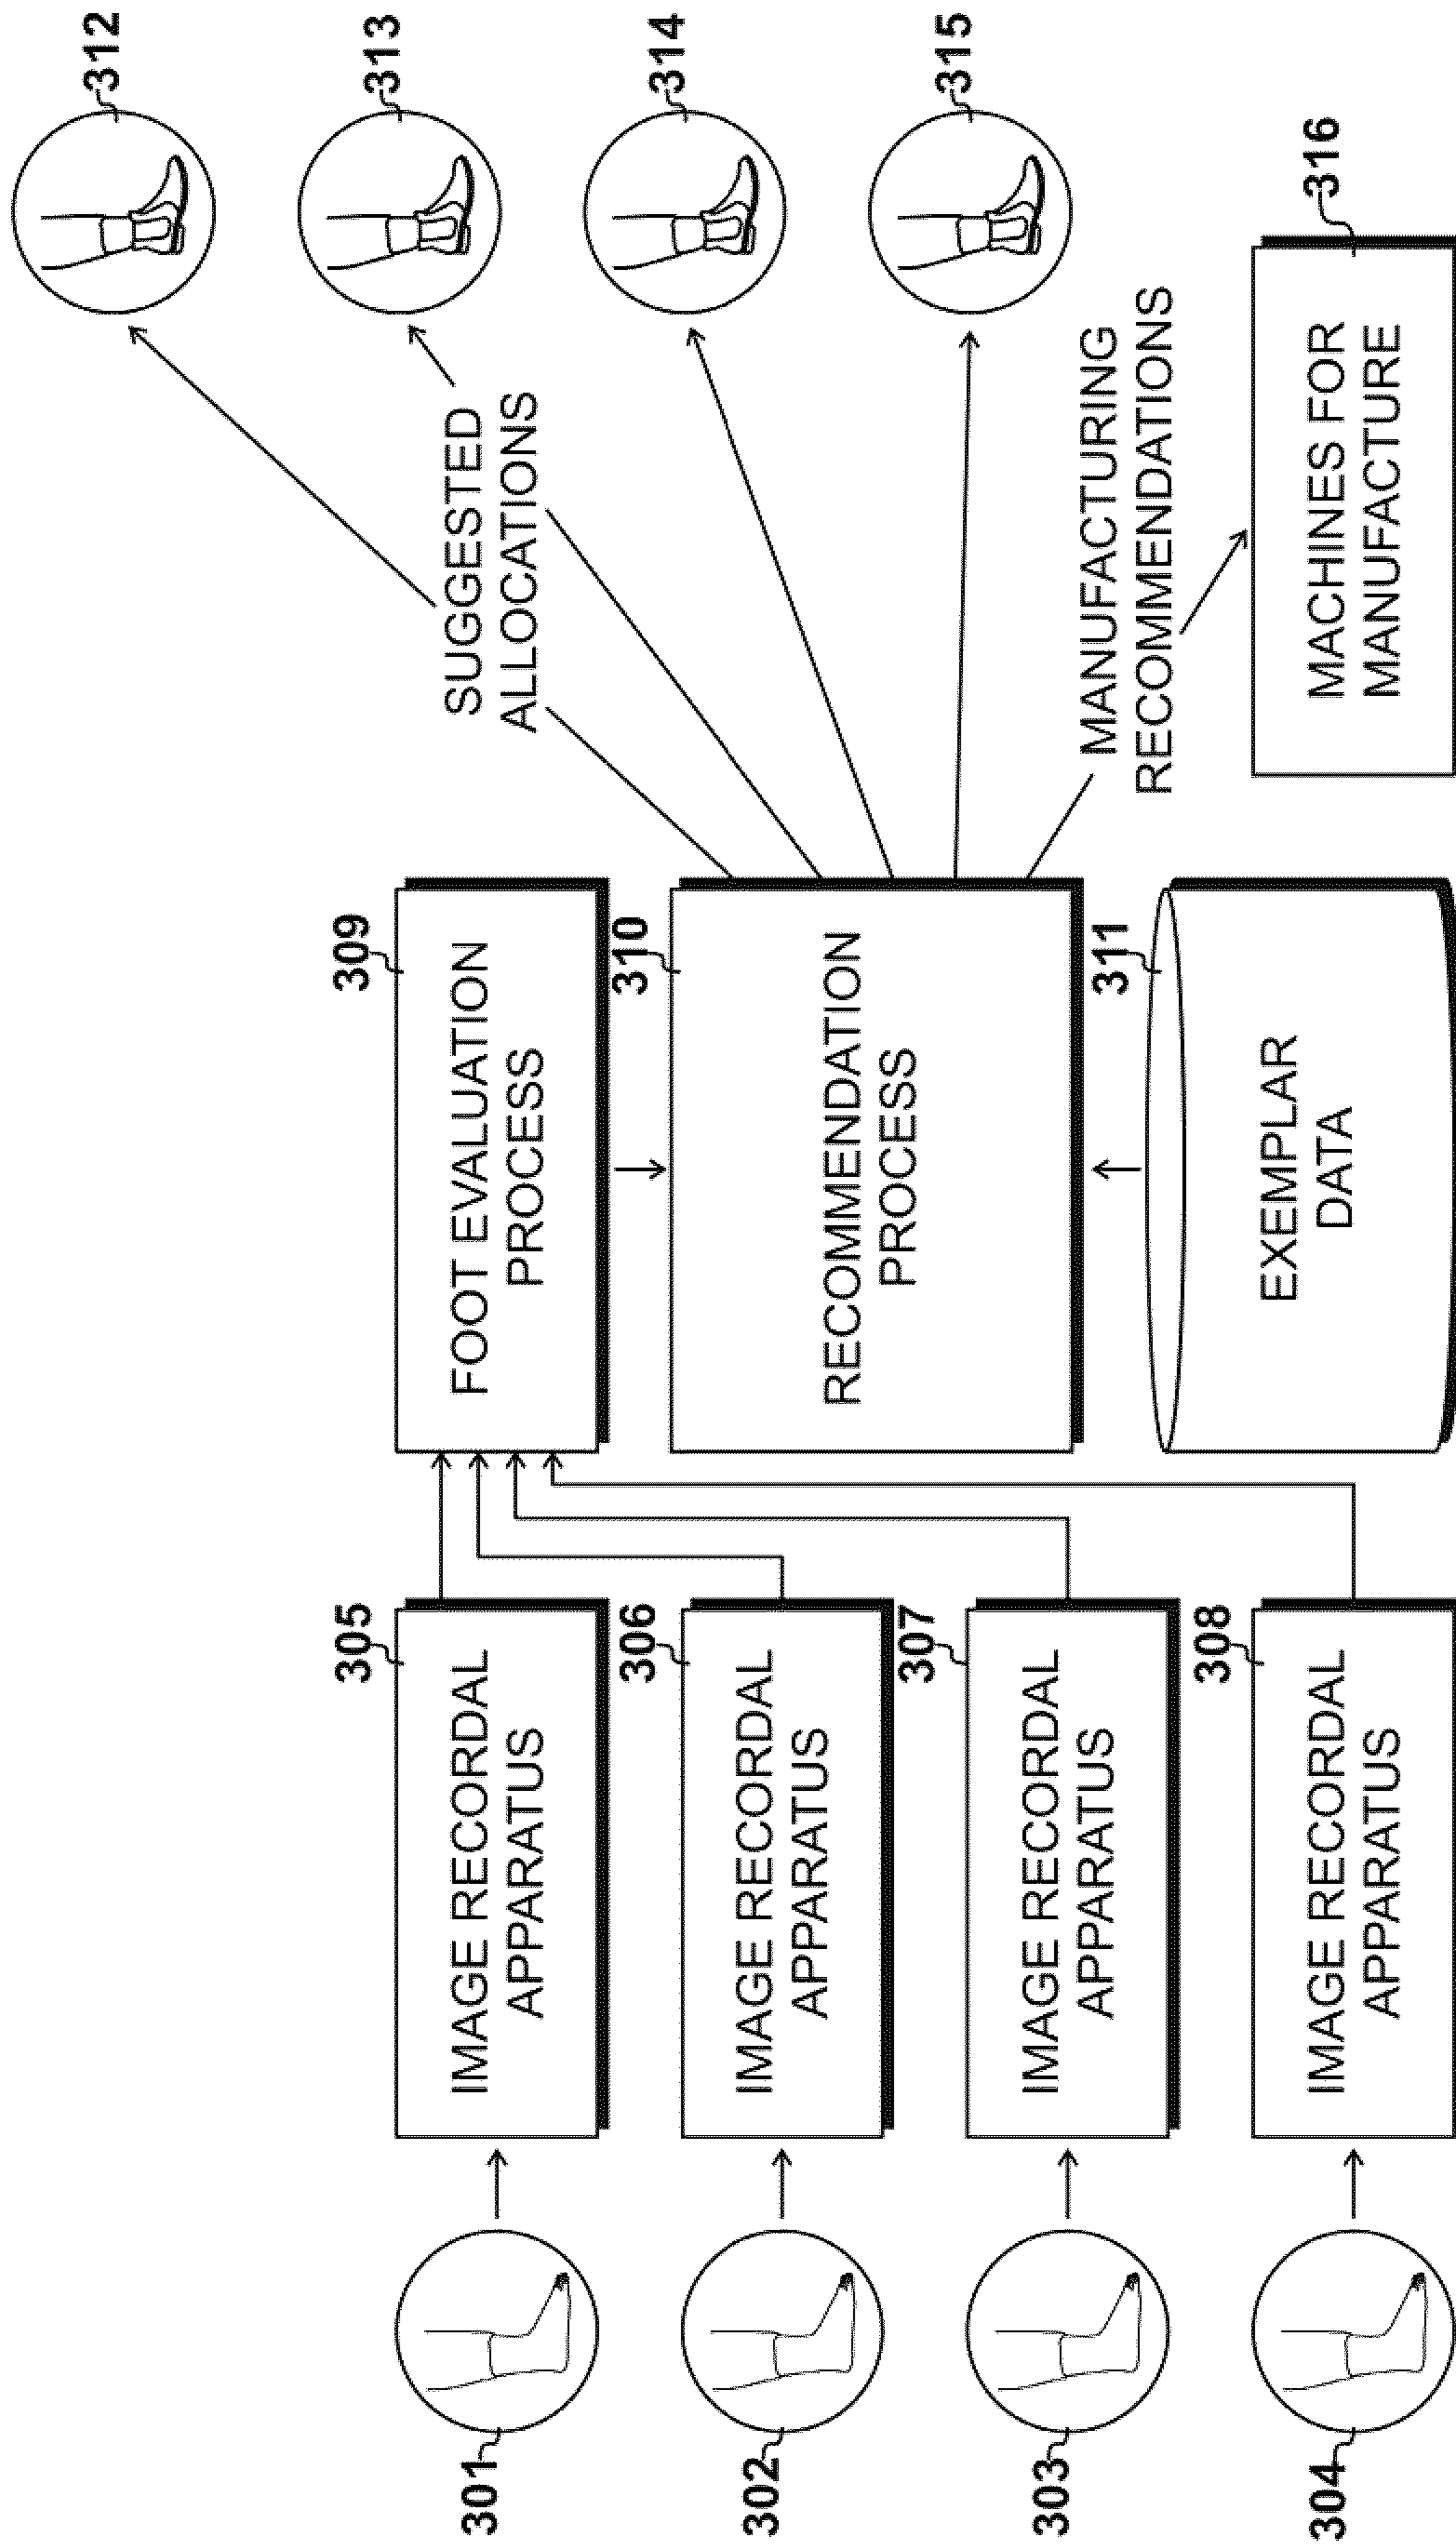 301
302
303
304
305
IMAGE RECORDAL
APPARATUS
306
IMAGE RECORDAL
APPARATUS
307
IMAGE RECORDAL
APPARATUS
308
IMAGE RECORDAL
APPARATUS
309
FOOT EVALUATION
PROCESS
310
RECOMMENDATION
PROCESS
311
EXEMPLAR
DATA
SUGGESTED
ALLOCATIONS
MANUFACTURING
RECOMMENDATIONS
312
313
314
315
316
MACHINES FOR
MANUFACTURE